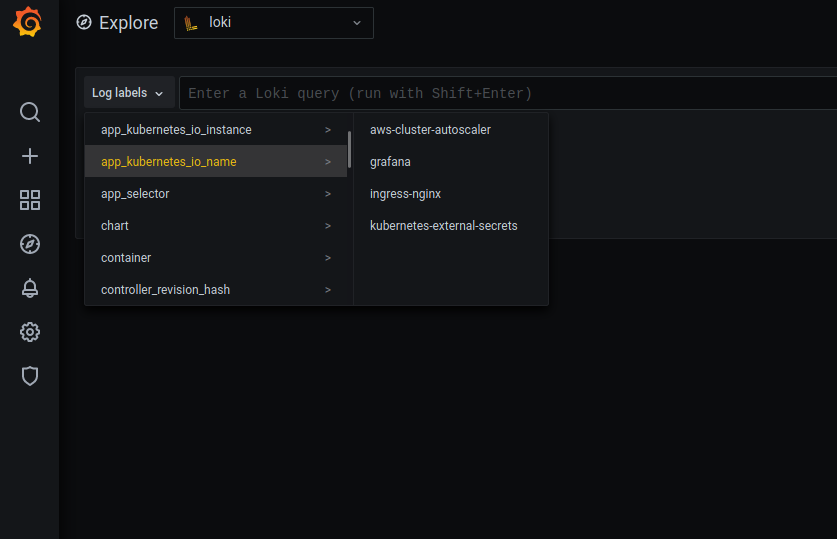 Explore
loki
Log labels
Enter a Loki query (run with Shift+Enter)
app_kubernetes_io_instance >
app_kubernetes_io_name >
app_selector >
chart >
container >
controller_revision_hash >
aws-cluster-autoscaler
grafana
ingress-nginx
kubernetes-external-secrets